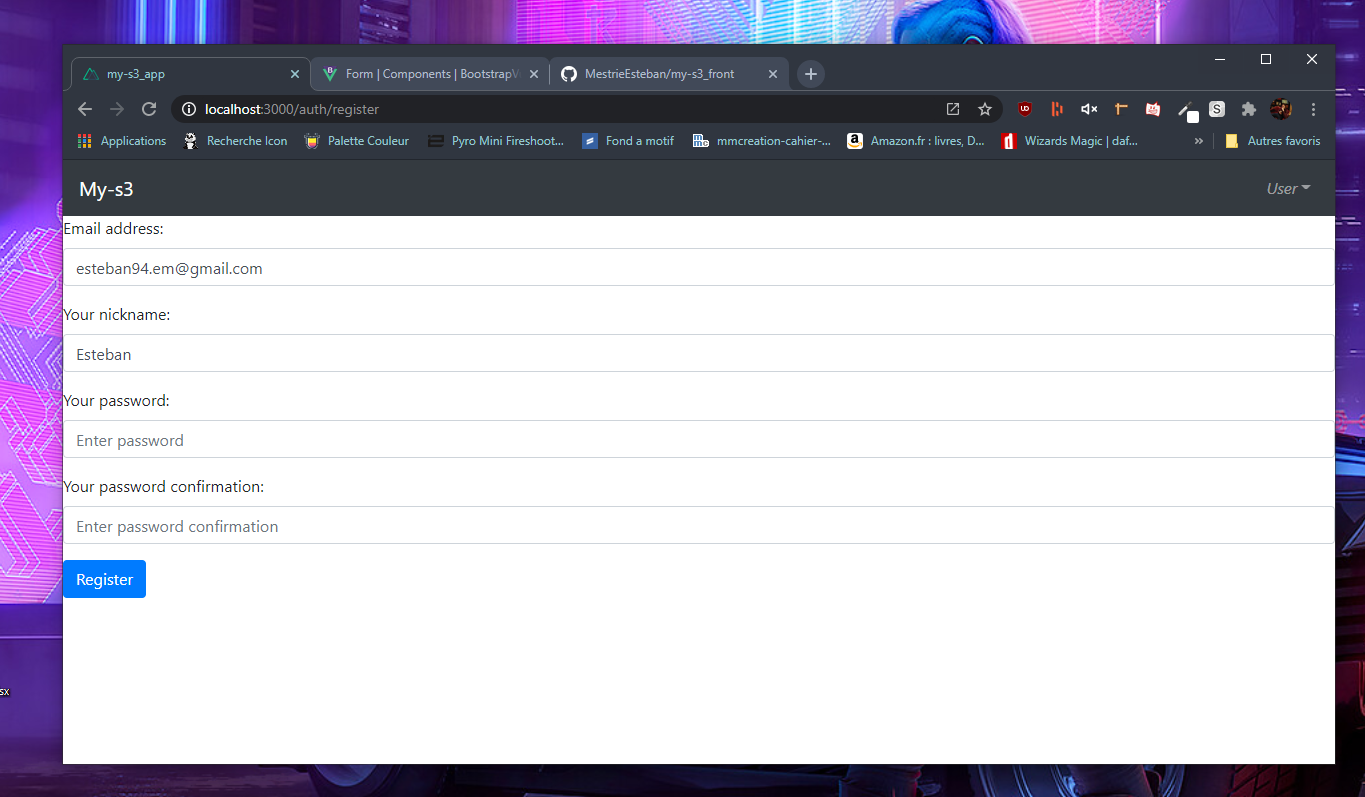 my-s3_app
Form | Components | BootstrapV
MestrieEsteban/my-s3_front
localhost:3000/auth/register
Applications
Recherche Icon
Palette Couleur
Pyro Mini Fireshoot...
Fond a motif
mmcreation-cahier-...
Amazon.fr : livres, D...
Wizards Magic | daf...
»
Autres favoris
My-s3
User
Email address:
esteban94.em@gmail.com
Your nickname:
Esteban
Your password:
Enter password
Your password confirmation:
Enter password confirmation
Register
sx